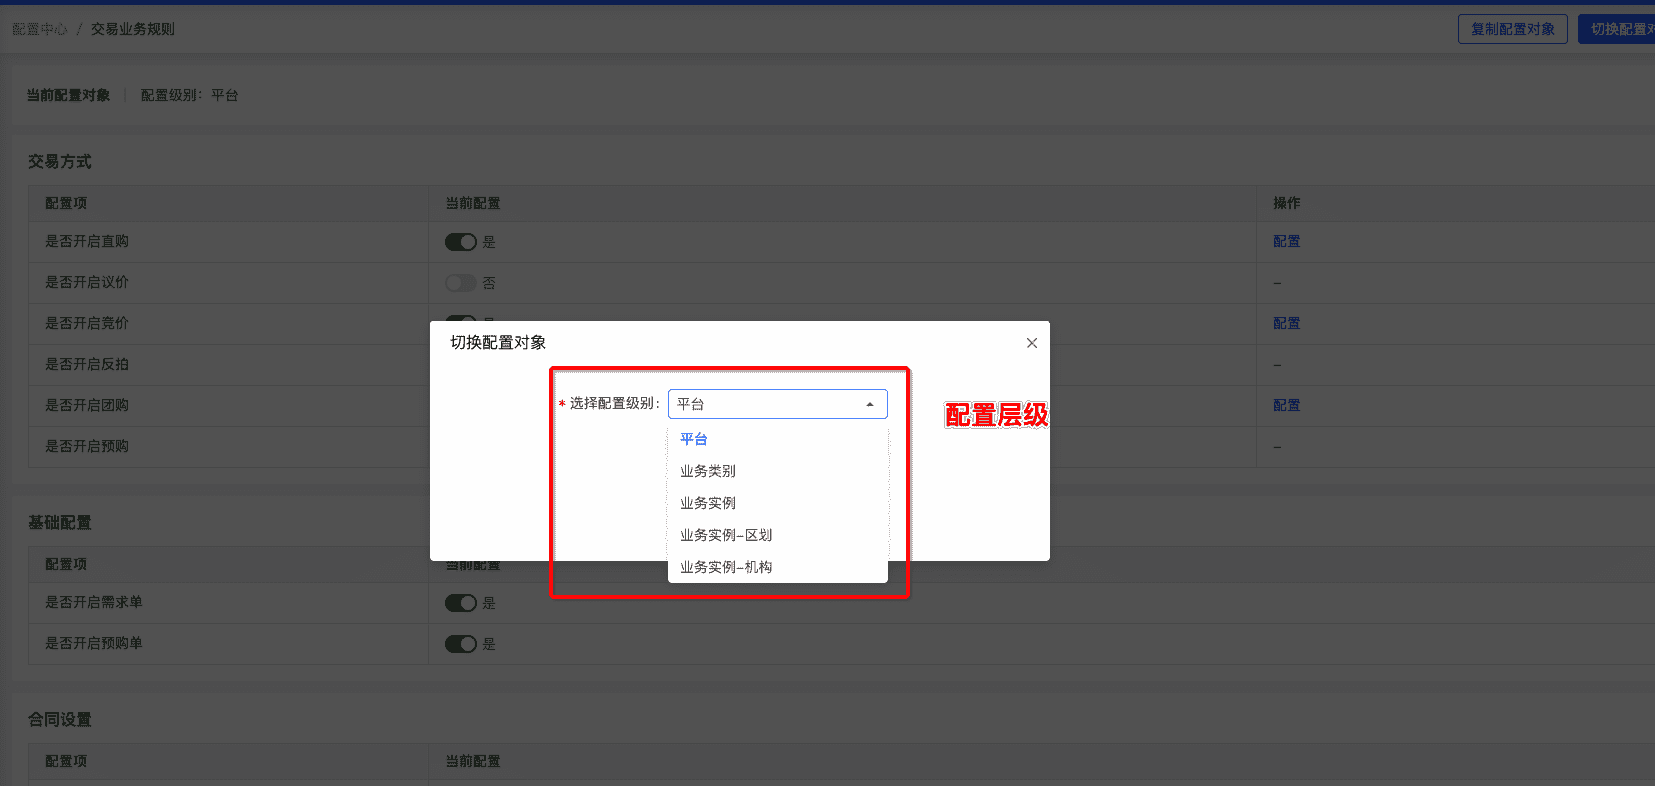 配置中心 / 交易业务规则
复制配置对象
切换配置对
当前配置对象 | 配置级别: 平台
交易方式
配置项 当前配置 操作
是否开启直购 是 配置
是否开启议价 否 –
是否开启竞价 配置
是否开启反拍 –
是否开启团购 配置
是否开启预购 –
切换配置对象
* 选择配置级别: 平台
平台
业务类别
业务实例
业务实例–区划
业务实例–机构
配置层级
基础配置
配置项 当前配置
是否开启需求单 是
是否开启预购单 是
合同设置
配置项 当前配置